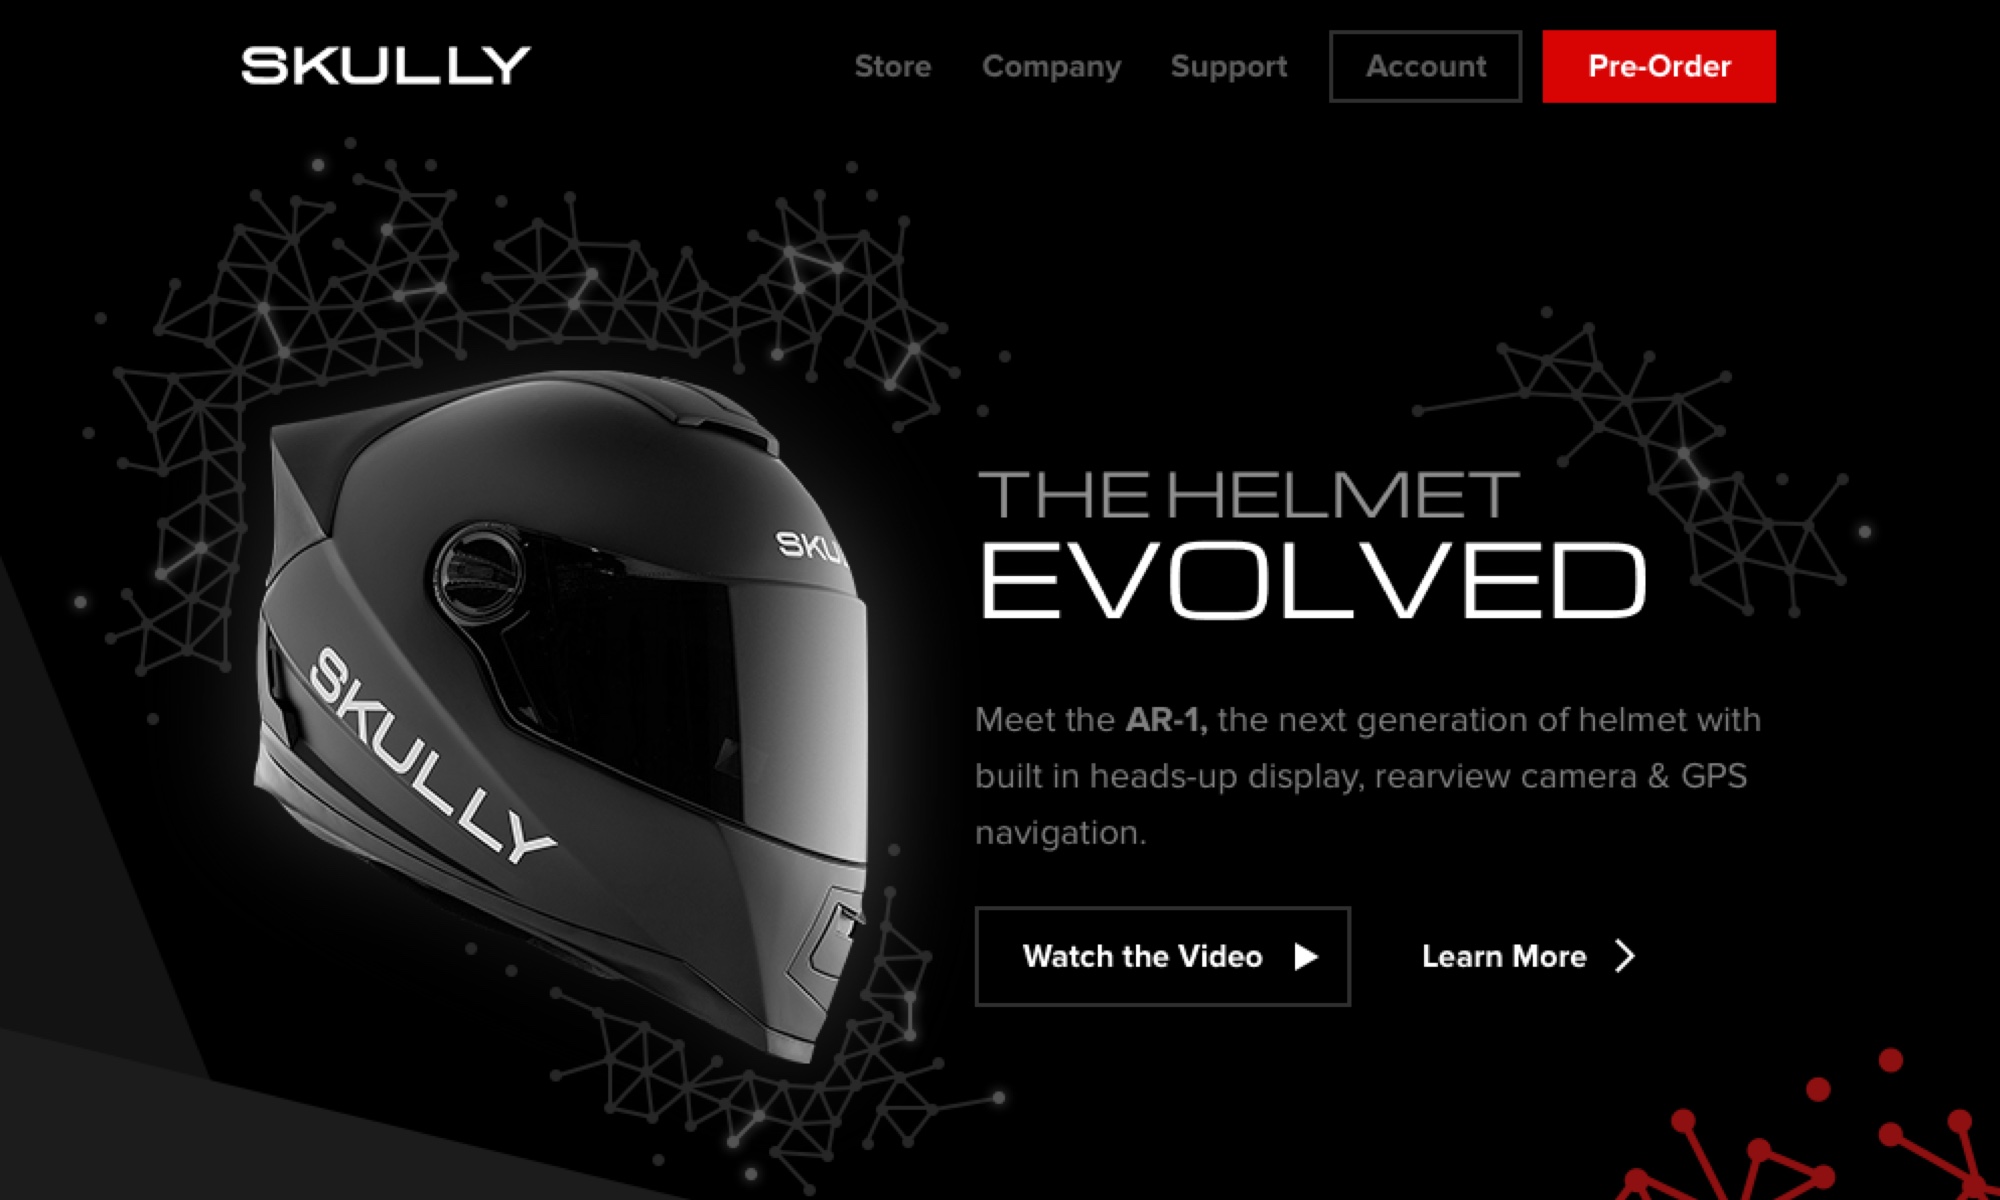 SKULLY
Store Company Support Account Pre-Order
THE HELMET
EVOLVED
Meet the AR-1, the next generation of helmet with
built in heads-up display, rearview camera & GPS
navigation.
Watch the Video
Learn More
SKUL
SKULLY